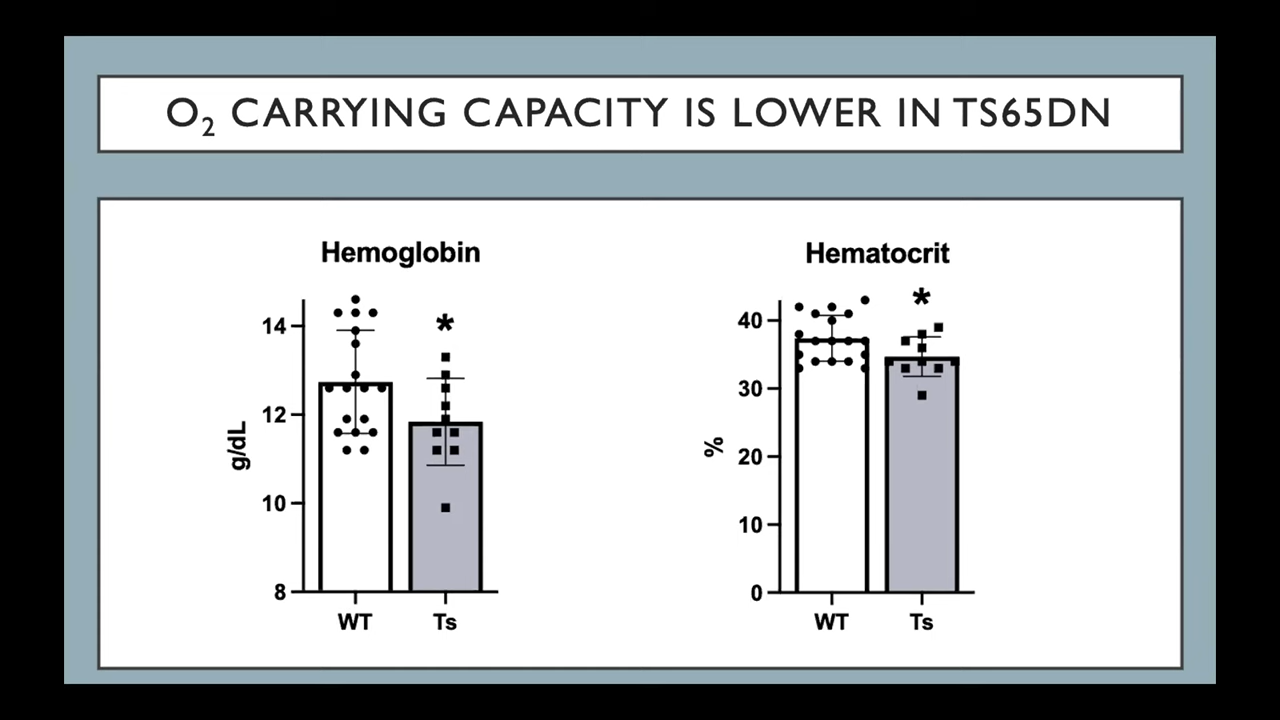 O2 CARRYING CAPACITY IS LOWER IN TS65DN
Hemoglobin
*
14
12
10
8
g/dL
WT Ts
Hematocrit
*
40
30
20
10
0
%
WT Ts